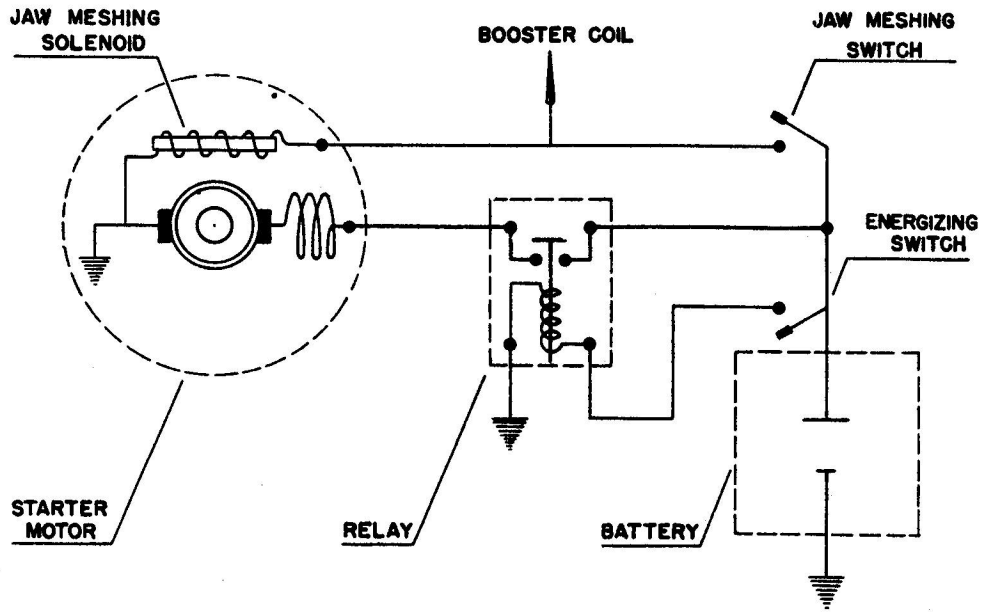 JAW MESHING
SOLENOID
BOOSTER COIL
JAW MESHING
SWITCH
ENERGIZING
SWITCH
STARTER
MOTOR
RELAY
BATTERY